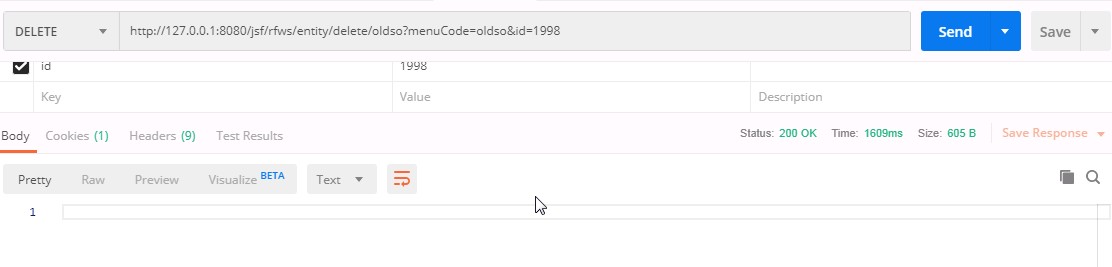 DELETE http://127.0.0.1:8080/jsf/rfws/entity/delete/oldso?menuCode=oldso&id=1998 Send Save
id 1998
Key Value Description
Body Cookies (1) Headers (9) Test Results Status: 200 OK Time: 1609ms Size: 605 B Save Response
Pretty Raw Preview Visualize BETA Text
1